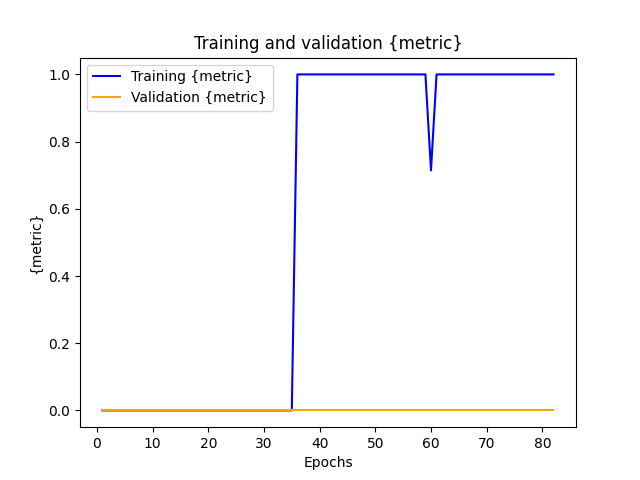 Training and validation {metric}
Training {metric}
Validation {metric}
{metric}
1.0
0.8
0.6
0.4
0.2
0.0
0 10 20 30 40 50 60 70 80
Epochs